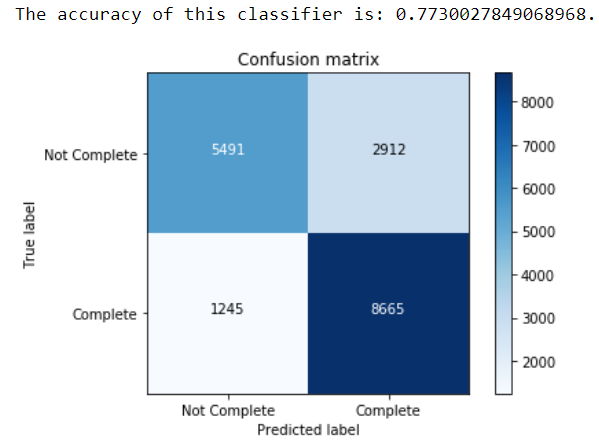 The accuracy of this classifier is: 0.7730027849068968.
Confusion matrix
Not Complete
5491
2912
Complete
1245
8665
True label
Not Complete
Complete
Predicted label
8000
7000
6000
5000
4000
3000
2000